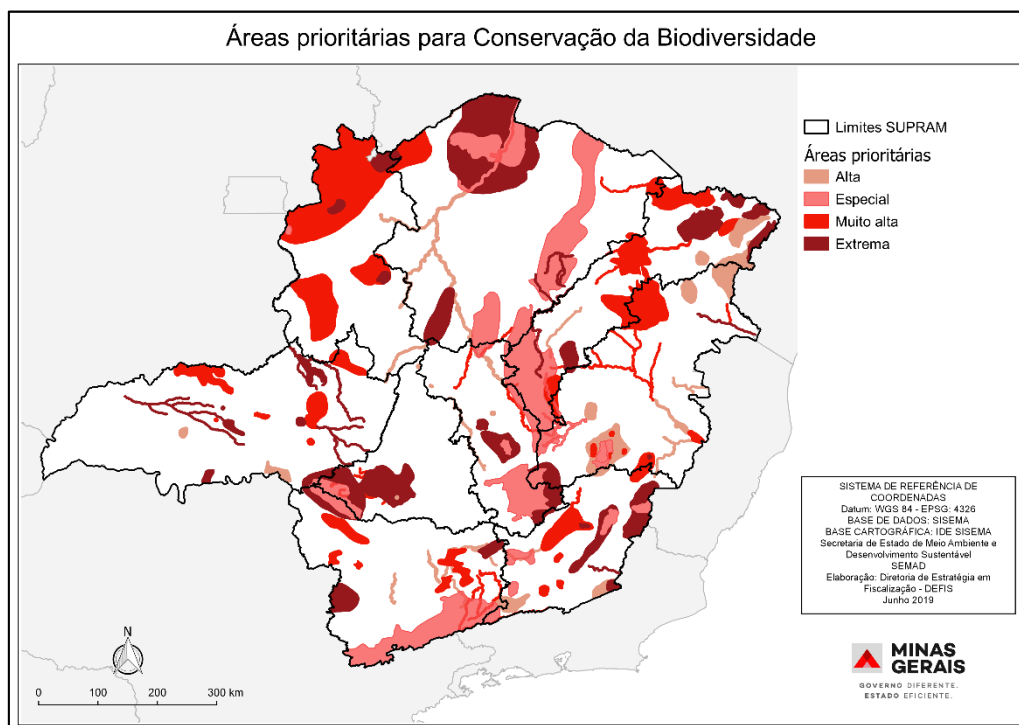 Áreas prioritárias para Conservação da Biodiversidade
Limites SUPRAM
Áreas prioritárias
Alta
Especial
Muito alta
Extrema
SISTEMA DE REFERÊNCIA DE
COORDENADAS
Datum: WGS 84 - EPSG: 4326
BASE DE DADOS: SISEMA
BASE CARTOGRÁFICA: IDE SISEMA
Secretaria de Estado de Meio Ambiente e
Desenvolvimento Sustentável
SEMAD
Elaboração: Diretoria de Estratégia em
Fiscalização - DEFIS
Junho 2019
N
0 100 200 300 km
MINAS
GERAIS
GOVERNO DIFERENTE.
ESTADO EFICIENTE.